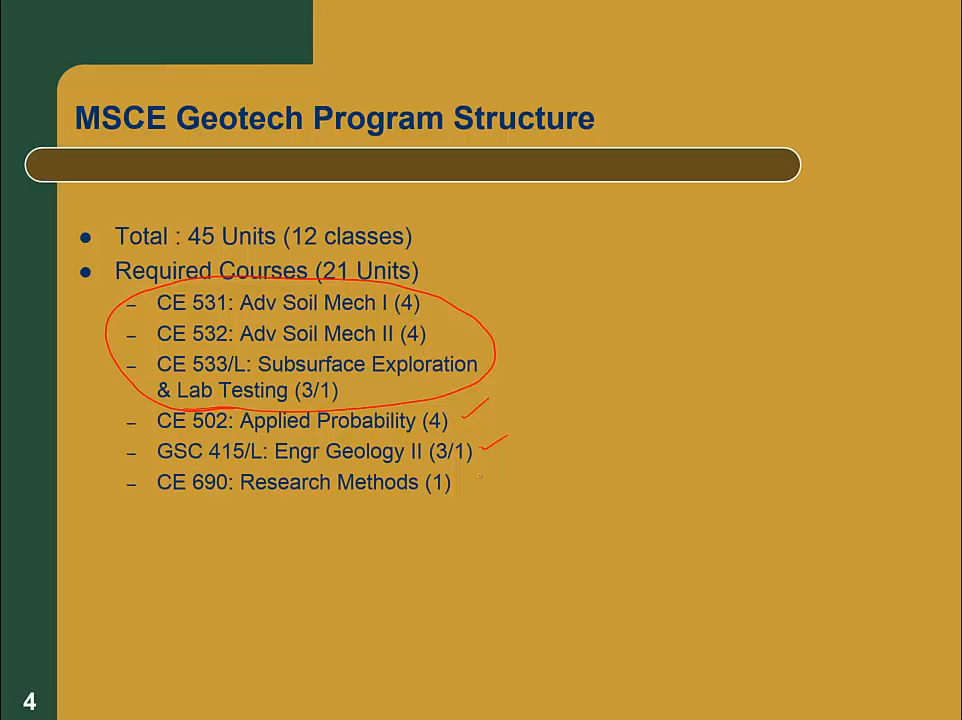 MSCE Geotech Program Structure
● Total : 45 Units (12 classes)
● Required Courses (21 Units)
– CE 531: Adv Soil Mech I (4)
– CE 532: Adv Soil Mech II (4)
– CE 533/L: Subsurface Exploration
& Lab Testing (3/1)
– CE 502: Applied Probability (4)
– GSC 415/L: Engr Geology II (3/1)
– CE 690: Research Methods (1)
4